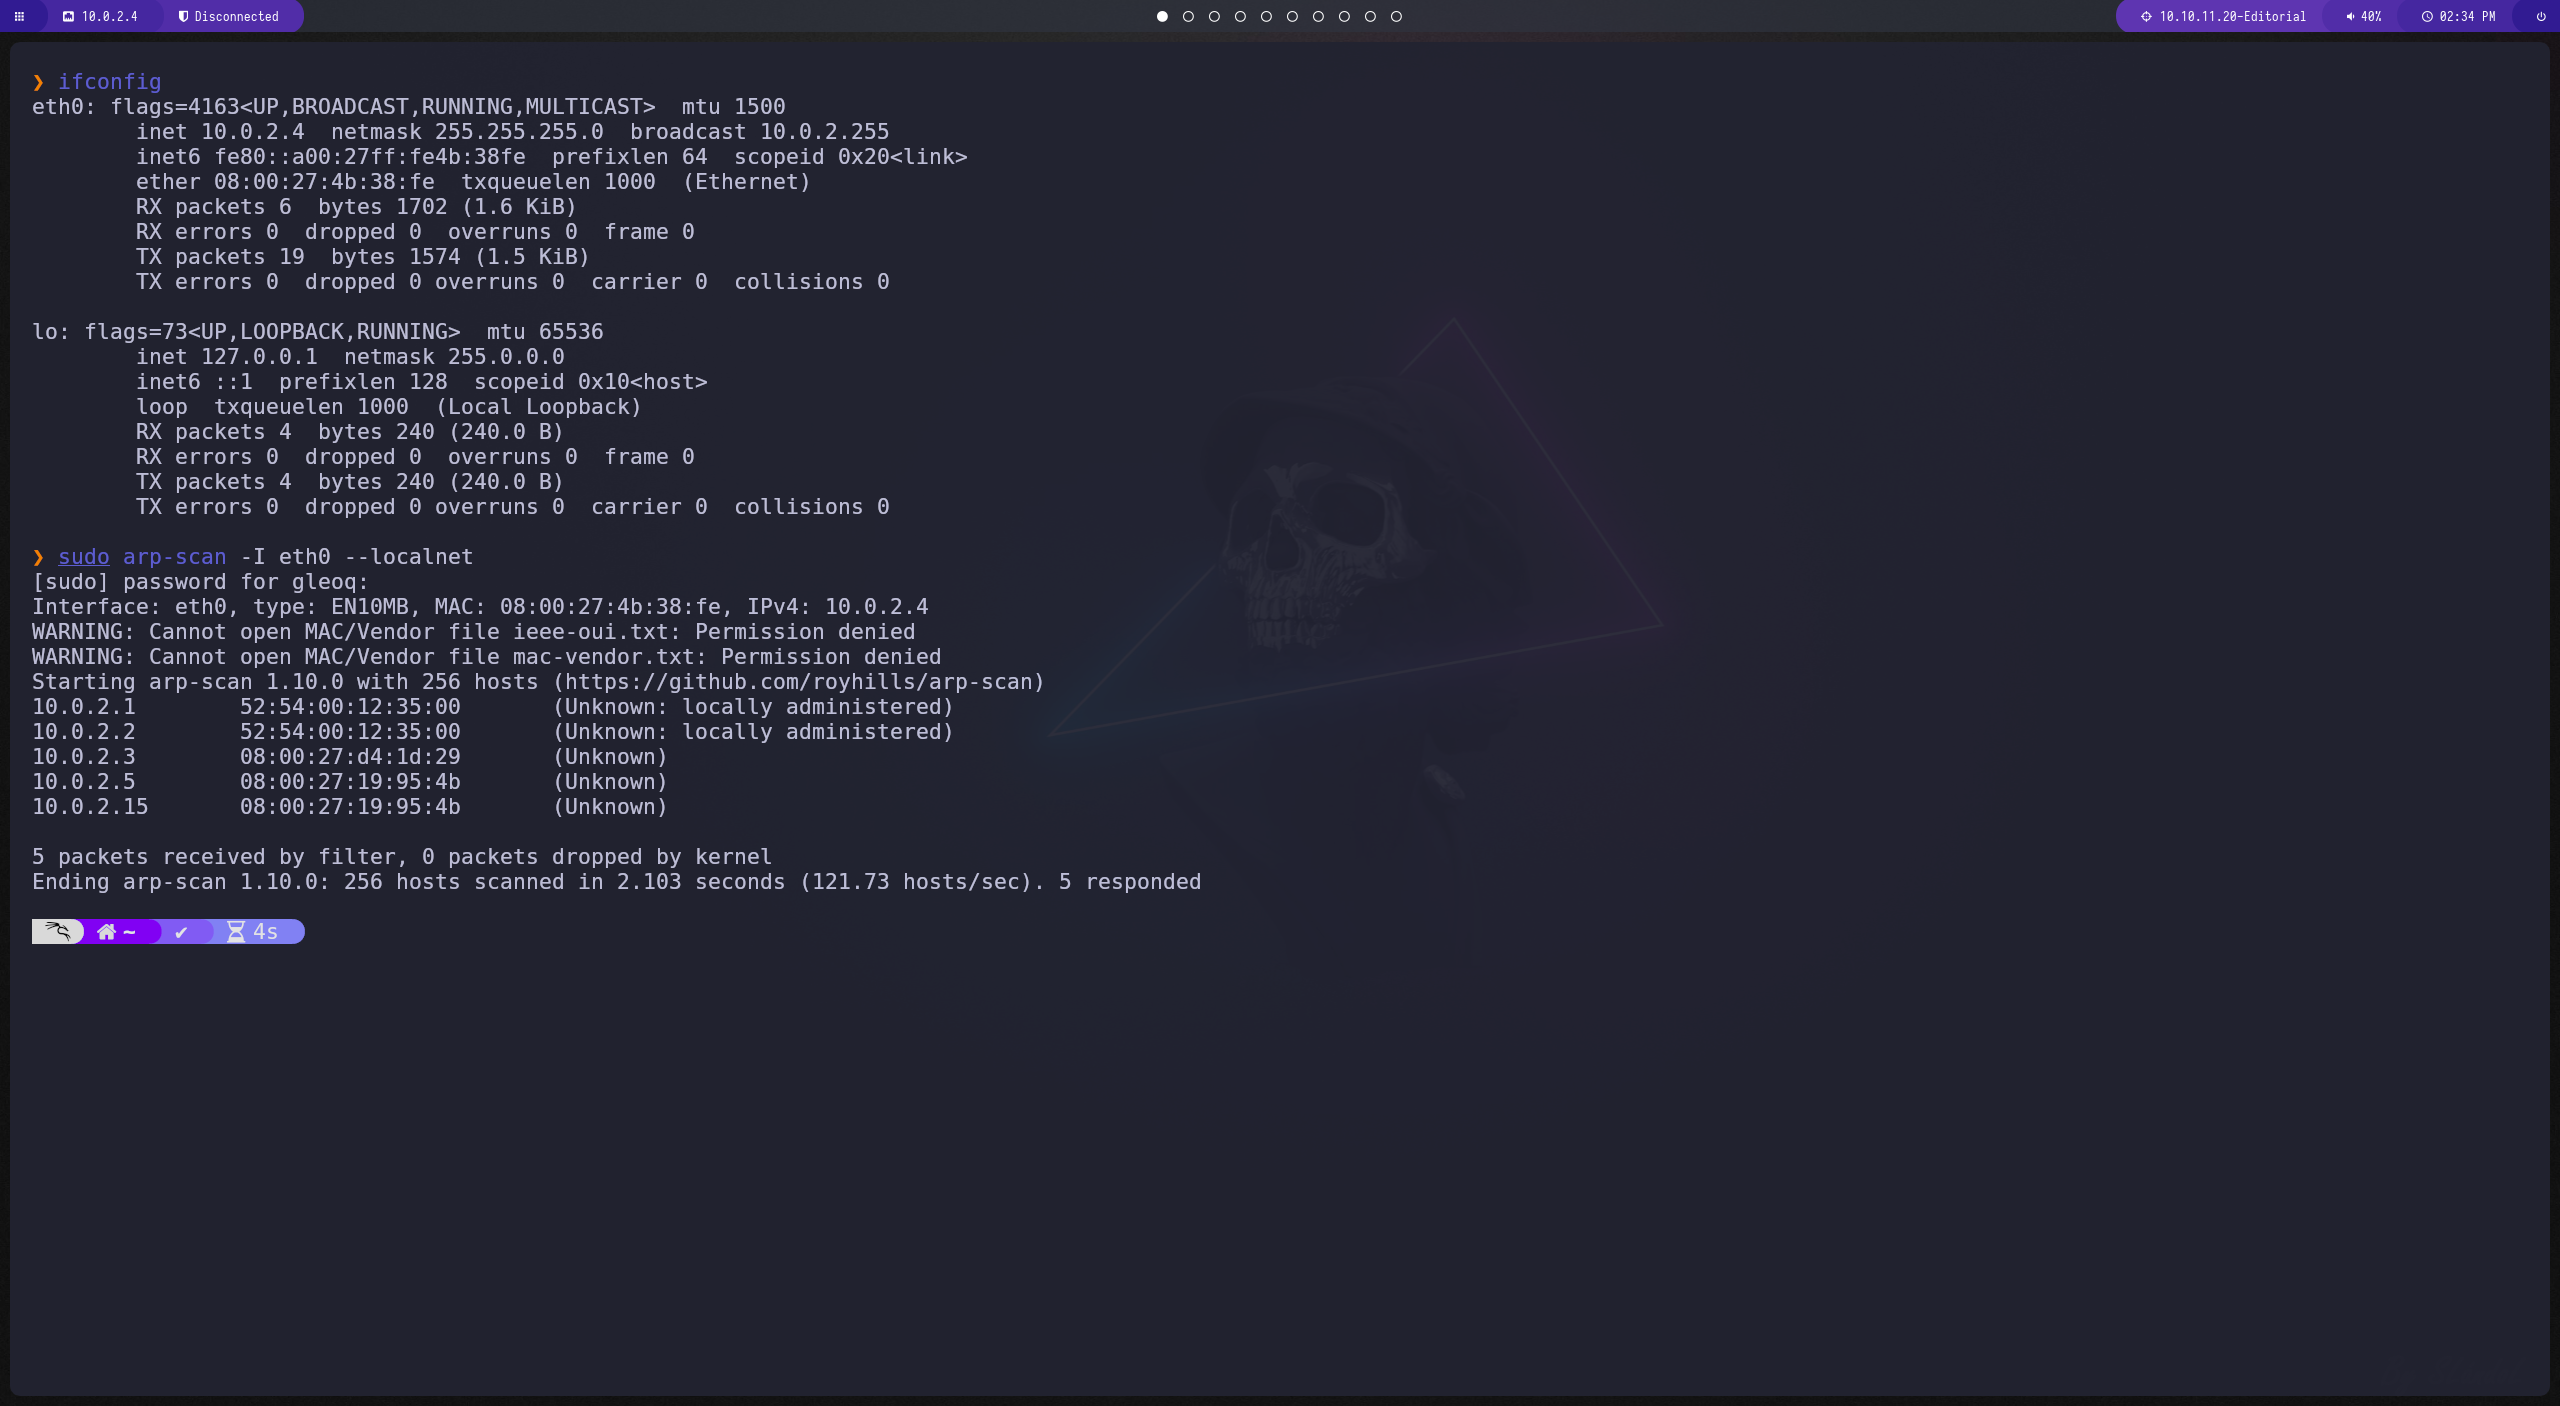 10.0.2.4 Disconnected 10.10.11.20-Editorial 40% 02:34 PM
❯ ifconfig
eth0: flags=4163<UP,BROADCAST,RUNNING,MULTICAST>  mtu 1500
        inet 10.0.2.4  netmask 255.255.255.0  broadcast 10.0.2.255
        inet6 fe80::a00:27ff:fe4b:38fe  prefixlen 64  scopeid 0x20<link>
        ether 08:00:27:4b:38:fe  txqueuelen 1000  (Ethernet)
        RX packets 6  bytes 1702 (1.6 KiB)
        RX errors 0  dropped 0  overruns 0  frame 0
        TX packets 19  bytes 1574 (1.5 KiB)
        TX errors 0  dropped 0 overruns 0  carrier 0  collisions 0

lo: flags=73<UP,LOOPBACK,RUNNING>  mtu 65536
        inet 127.0.0.1  netmask 255.0.0.0
        inet6 ::1  prefixlen 128  scopeid 0x10<host>
        loop  txqueuelen 1000  (Local Loopback)
        RX packets 4  bytes 240 (240.0 B)
        RX errors 0  dropped 0  overruns 0  frame 0
        TX packets 4  bytes 240 (240.0 B)
        TX errors 0  dropped 0 overruns 0  carrier 0  collisions 0

❯ sudo arp-scan -I eth0 --localnet
[sudo] password for gleoq:
Interface: eth0, type: EN10MB, MAC: 08:00:27:4b:38:fe, IPv4: 10.0.2.4
WARNING: Cannot open MAC/Vendor file ieee-oui.txt: Permission denied
WARNING: Cannot open MAC/Vendor file mac-vendor.txt: Permission denied
Starting arp-scan 1.10.0 with 256 hosts (https://github.com/royhills/arp-scan)
10.0.2.1        52:54:00:12:35:00       (Unknown: locally administered)
10.0.2.2        52:54:00:12:35:00       (Unknown: locally administered)
10.0.2.3        08:00:27:d4:1d:29       (Unknown)
10.0.2.5        08:00:27:19:95:4b       (Unknown)
10.0.2.15       08:00:27:19:95:4b       (Unknown)

5 packets received by filter, 0 packets dropped by kernel
Ending arp-scan 1.10.0: 256 hosts scanned in 2.103 seconds (121.73 hosts/sec). 5 responded

~ ✔ 4s